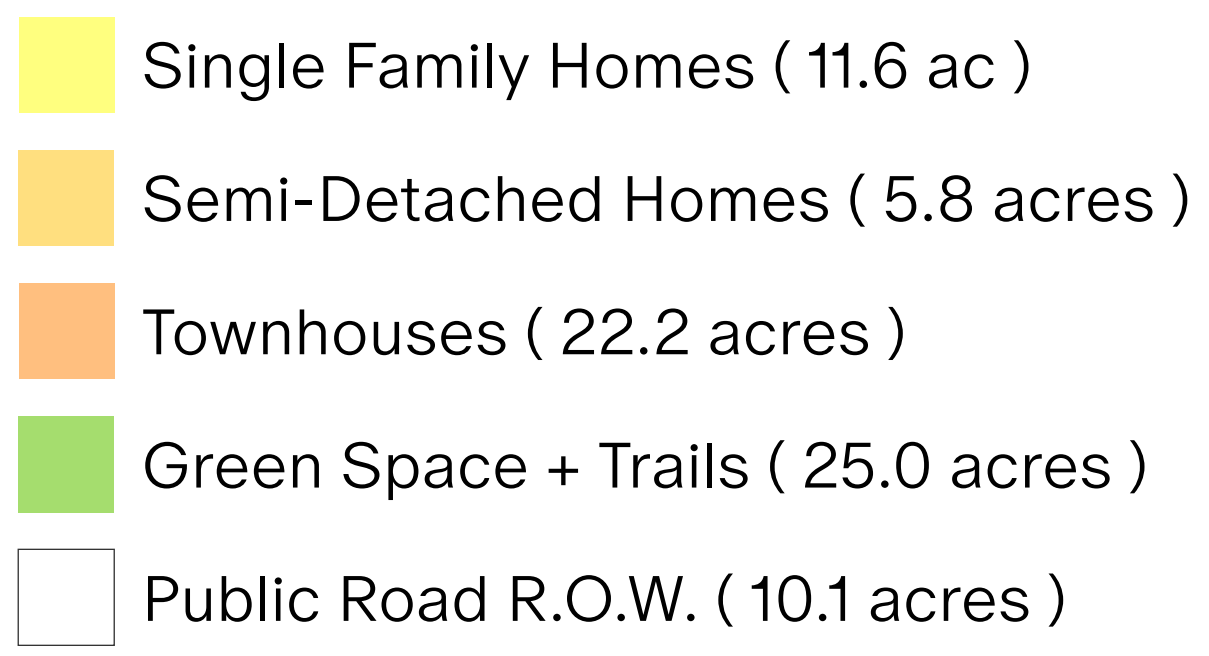 Single Family Homes ( 11.6 ac )
Semi-Detached Homes ( 5.8 acres )
Townhouses ( 22.2 acres )
Green Space + Trails ( 25.0 acres )
Public Road R.O.W. ( 10.1 acres )